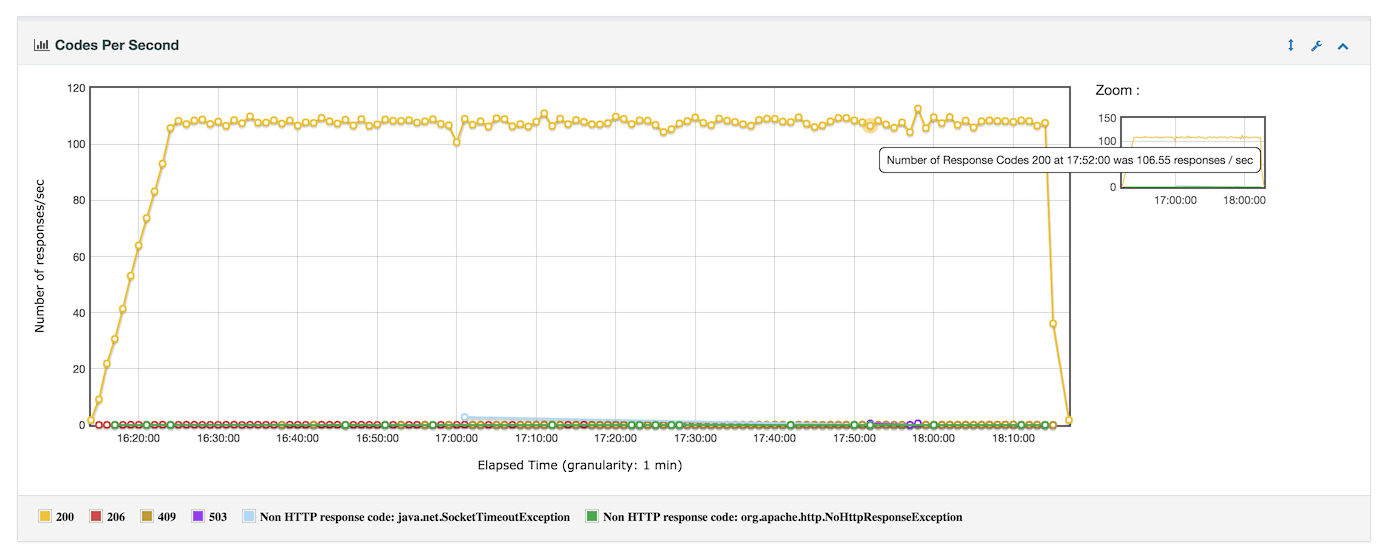 Codes Per Second
Zoom :
120
100
80
60
40
20
0
Number of responses/sec
16:20:00 16:30:00 16:40:00 16:50:00 17:00:00 17:10:00 17:20:00 17:30:00 17:40:00 17:50:00 18:00:00 18:10:00
Elapsed Time (granularity: 1 min)
Number of Response Codes 200 at 17:52:00 was 106.55 responses / sec
150
100
0
17:00:00 18:00:00
200 206 409 503 Non HTTP response code: java.net.SocketTimeoutException Non HTTP response code: org.apache.http.NoHttpResponseException